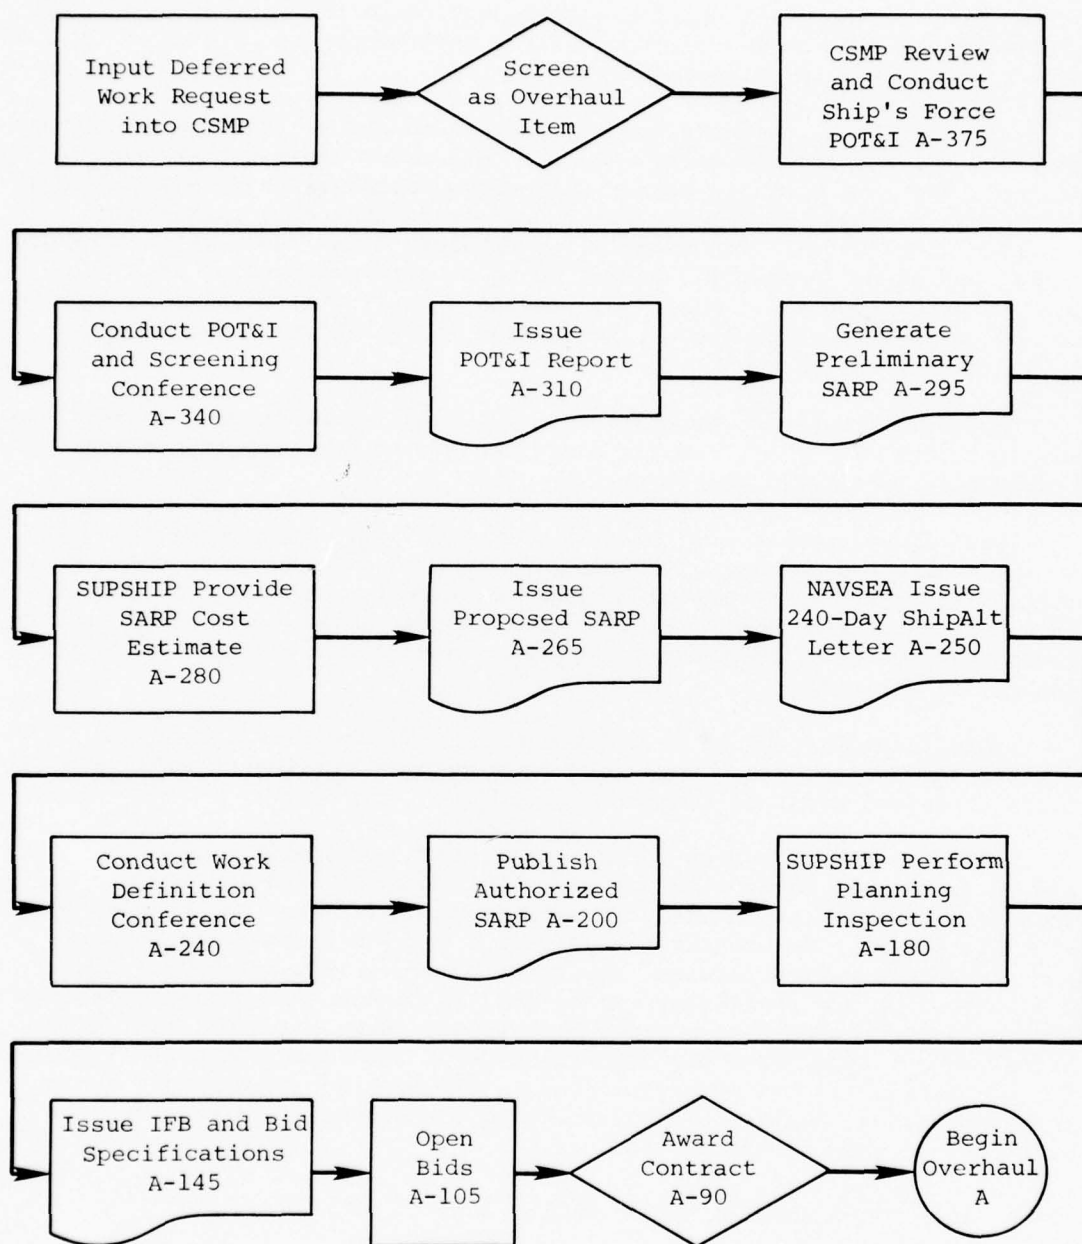 Input Deferred
Work Request
into CSMP
Screen
as Overhaul
Item
CSMP Review
and Conduct
Ship's Force
POT&I A-375
Conduct POT&I
and Screening
Conference
A-340
Issue
POT&I Report
A-310
Generate
Preliminary
SARP A-295
SUPSHIP Provide
SARP Cost
Estimate
A-280
Issue
Proposed SARP
A-265
NAVSEA Issue
240-Day ShipAlt
Letter A-250
Conduct Work
Definition
Conference
A-240
Publish
Authorized
SARP A-200
SUPSHIP Perform
Planning
Inspection
A-180
Issue IFB and Bid
Specifications
A-145
Open
Bids
A-105
Award
Contract
A-90
Begin
Overhaul
A